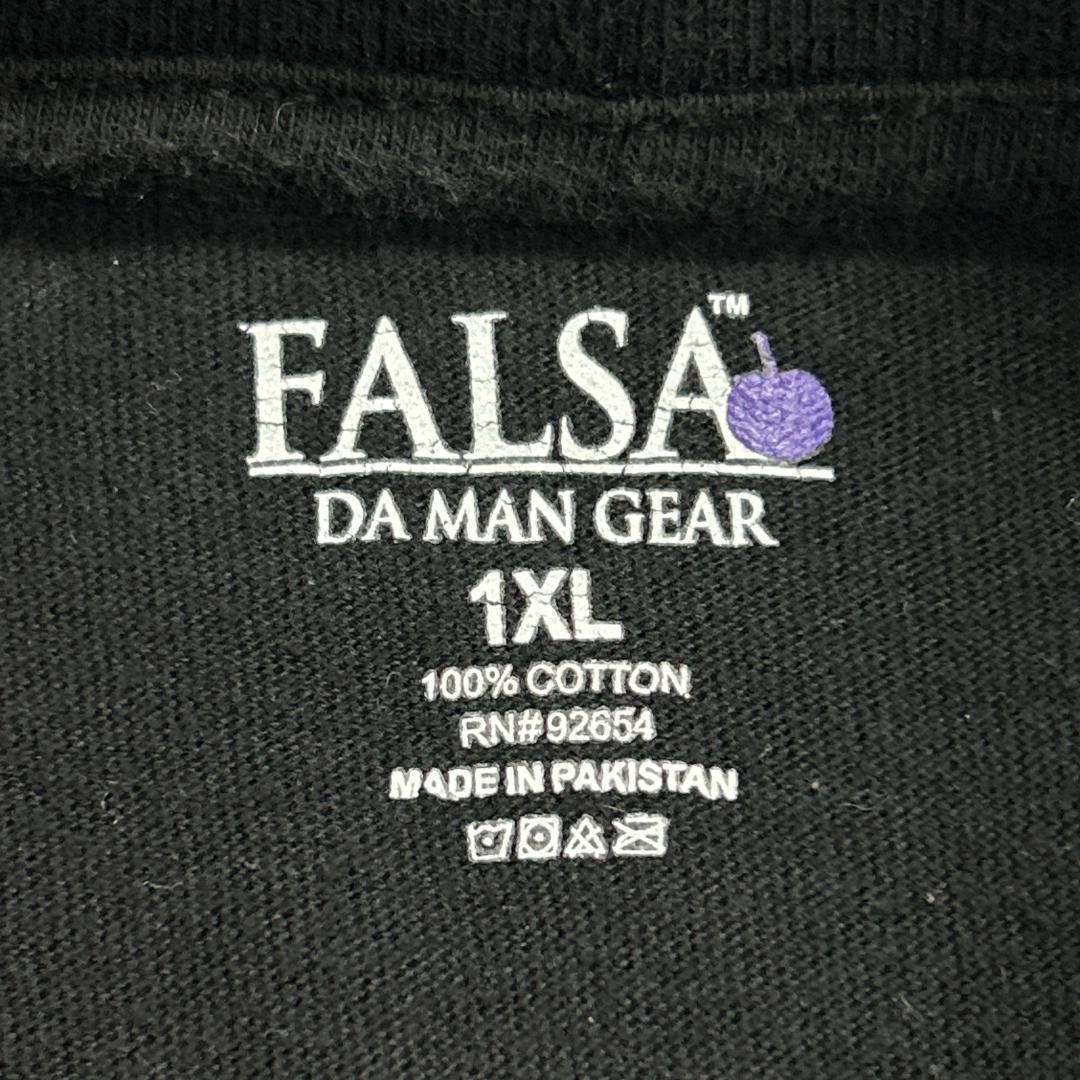 FALSA™
DA MAN GEAR
1XL
100% COTTON
RN#92654
MADE IN PAKISTAN